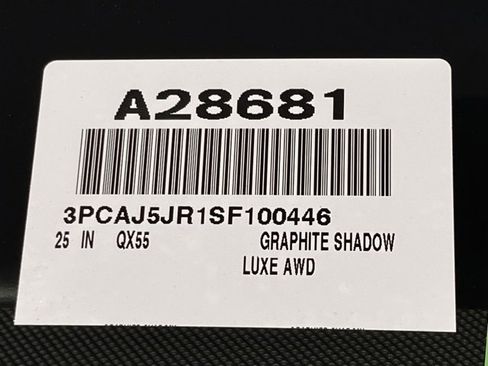 A28681
3PCAJ5JR1SF100446
25 IN QX55 GRAPHITE SHADOW
LUXE AWD